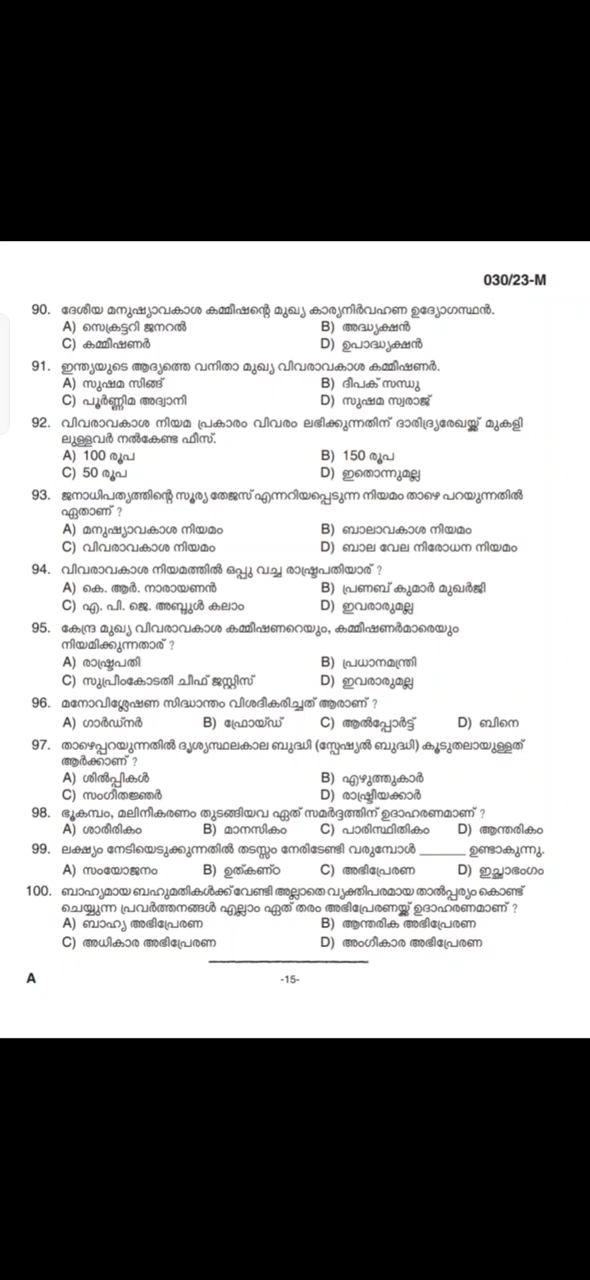 030/23-M
90. ദേശീയ മനുഷ്യാവകാശ കമ്മീഷന്റെ മുഖ്യ കാര്യനിർവഹണ ഉദ്യോഗസ്ഥൻ.
A) സെക്രട്ടറി ജനറൽ B) അദ്ധ്യക്ഷൻ
C) കമ്മീഷണർ D) ഉപാദ്ധ്യക്ഷൻ
91. ഇന്ത്യയുടെ ആദ്യത്തെ വനിതാ മുഖ്യ വിവരാവകാശ കമ്മീഷണർ.
A) സുഷമ സിങ്ങ് B) ദീപക് സന്ധു
C) പൂർണ്ണിമ അദ്വാനി D) സുഷമ സ്വരാജ്
92. വിവരാവകാശ നിയമ പ്രകാരം വിവരം ലഭിക്കുന്നതിന് ദാരിദ്ര്യരേഖയ്ക്ക് മുകളി
ലുള്ളവർ നൽകേണ്ട ഫീസ്.
A) 100 രൂപ B) 150 രൂപ
C) 50 രൂപ D) ഇതൊന്നുമല്ല
93. ജനാധിപത്യത്തിന്റെ സൂര്യ തേജസ് എന്നറിയപ്പെടുന്ന നിയമം താഴെ പറയുന്നതിൽ
ഏതാണ് ?
A) മനുഷ്യാവകാശ നിയമം B) ബാലാവകാശ നിയമം
C) വിവരാവകാശ നിയമം D) ബാല വേല നിരോധന നിയമം
94. വിവരാവകാശ നിയമത്തിൽ ഒപ്പു വച്ച രാഷ്ട്രപതിയാര് ?
A) കെ. ആർ. നാരായണൻ B) പ്രണബ് കുമാർ മുഖർജി
C) എ. പി. ജെ. അബ്ദുൾ കലാം D) ഇവരാരുമല്ല
95. കേന്ദ്ര മുഖ്യ വിവരാവകാശ കമ്മീഷണറെയും, കമ്മീഷണർമാരെയും
നിയമിക്കുന്നതാര് ?
A) രാഷ്ട്രപതി B) പ്രധാനമന്ത്രി
C) സുപ്രീംകോടതി ചീഫ് ജസ്റ്റിസ് D) ഇവരാരുമല്ല
96. മനോവിശ്ലേഷണ സിദ്ധാന്തം വിശദീകരിച്ചത് ആരാണ് ?
A) ഗാർഡ്നർ B) ഫ്രോയ്ഡ് C) ആൽപ്പോർട്ട് D) ബിനെ
97. താഴെപ്പറയുന്നതിൽ ദൃശ്യസ്ഥലകാല ബുദ്ധി (സ്പേഷ്യൽ ബുദ്ധി) കൂടുതലായുള്ളത്
ആർക്കാണ് ?
A) ശിൽപ്പികൾ B) എഴുത്തുകാർ
C) സംഗീതജ്ഞർ D) രാഷ്ട്രീയക്കാർ
98. ഭൂകമ്പം, മലിനീകരണം തുടങ്ങിയവ ഏത് സമർദ്ദത്തിന് ഉദാഹരണമാണ് ?
A) ശാരീരികം B) മാനസികം C) പാരിസ്ഥിതികം D) ആന്തരികം
99. ലക്ഷ്യം നേടിയെടുക്കുന്നതിൽ തടസ്സം നേരിടേണ്ടി വരുമ്പോൾ ________ ഉണ്ടാകുന്നു.
A) സംയോജനം B) ഉത്കണ്ഠ C) അഭിപ്രേരണ D) ഇച്ഛാഭംഗം
100. ബാഹ്യമായ ബഹുമതികൾക്ക് വേണ്ടി അല്ലാതെ വ്യക്തിപരമായ താൽപ്പര്യം കൊണ്ട്
ചെയ്യുന്ന പ്രവർത്തനങ്ങൾ എല്ലാം ഏത് തരം അഭിപ്രേരണയ്ക്ക് ഉദാഹരണമാണ് ?
A) ബാഹ്യ അഭിപ്രേരണ B) ആന്തരിക അഭിപ്രേരണ
C) അധികാര അഭിപ്രേരണ D) അംഗീകാര അഭിപ്രേരണ
A -15-